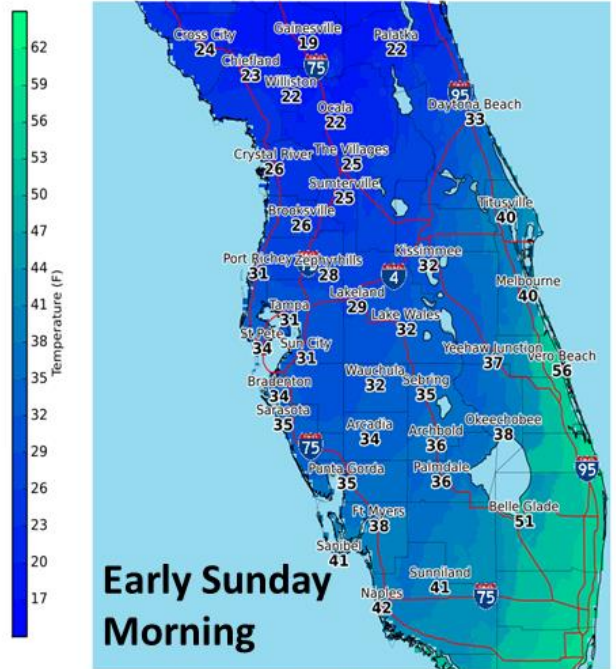 62
59
56
53
50
47
44
41
38
35
32
29
26
23
20
17
Temperature (F)
Cross City
24
Gainesville
19
Palatka
22
Chiefland
23
75
Williston
22
Ocala
22
95
Daytona Beach
33
Crystal River
26
The Villages
25
Sumterville
25
Brooksville
26
Titusville
40
Port Richey
31
Zephyrhills
28
Kissimmee
32
4
Melbourne
40
Lakeland
29
Tampa
31
Lake Wales
32
St Pete
34
Sun City
31
Yeehaw Junction
37
Vero Beach
56
Wauchula
32
Sebring
35
Bradenton
34
Sarasota
35
Arcadia
34
Archbold
36
Okeechobee
38
75
Punta Gorda
35
Palmdale
36
95
Ft Myers
38
Belle Glade
51
Sanibel
41
Sunniland
41
75
Naples
42
Early Sunday
Morning